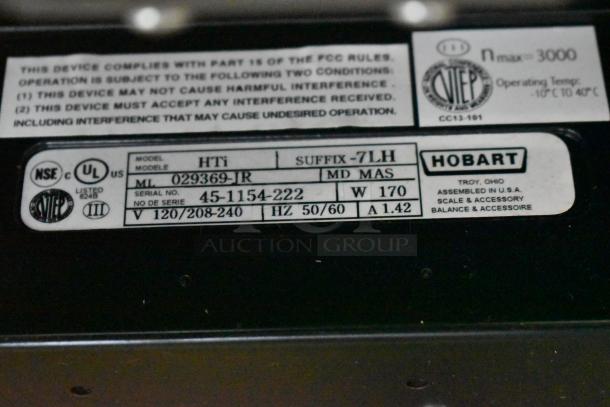 THIS DEVICE COMPLIES WITH PART 15 OF THE FCC RULES.
OPERATION IS SUBJECT TO THE FOLLOWING TWO CONDITIONS:
(1) THIS DEVICE MAY NOT CAUSE HARMFUL INTERFERENCE.
(2) THIS DEVICE MUST ACCEPT ANY INTERFERENCE RECEIVED.
INCLUDING INTERFERENCE THAT MAY CAUSE UNDESIRED OPERATION.
III
NTEP
CC13-101
nmax=3000
Operating Temp:
-10°C TO 40°C
NSF
c UL US
LISTED
824B
NTEP
III
MODEL
MODELE
HTi
SUFFIX -7LH
ML 029369-JR
MD MAS
SERIAL NO.
NO DE SERIE
45-1154-222
W 170
V 120/208-240
HZ 50/60
A 1.42
HOBART
TROY, OHIO
ASSEMBLED IN U.S.A.
SCALE & ACCESSORY
BALANCE & ACCESSOIRE
AUCTION GROUP